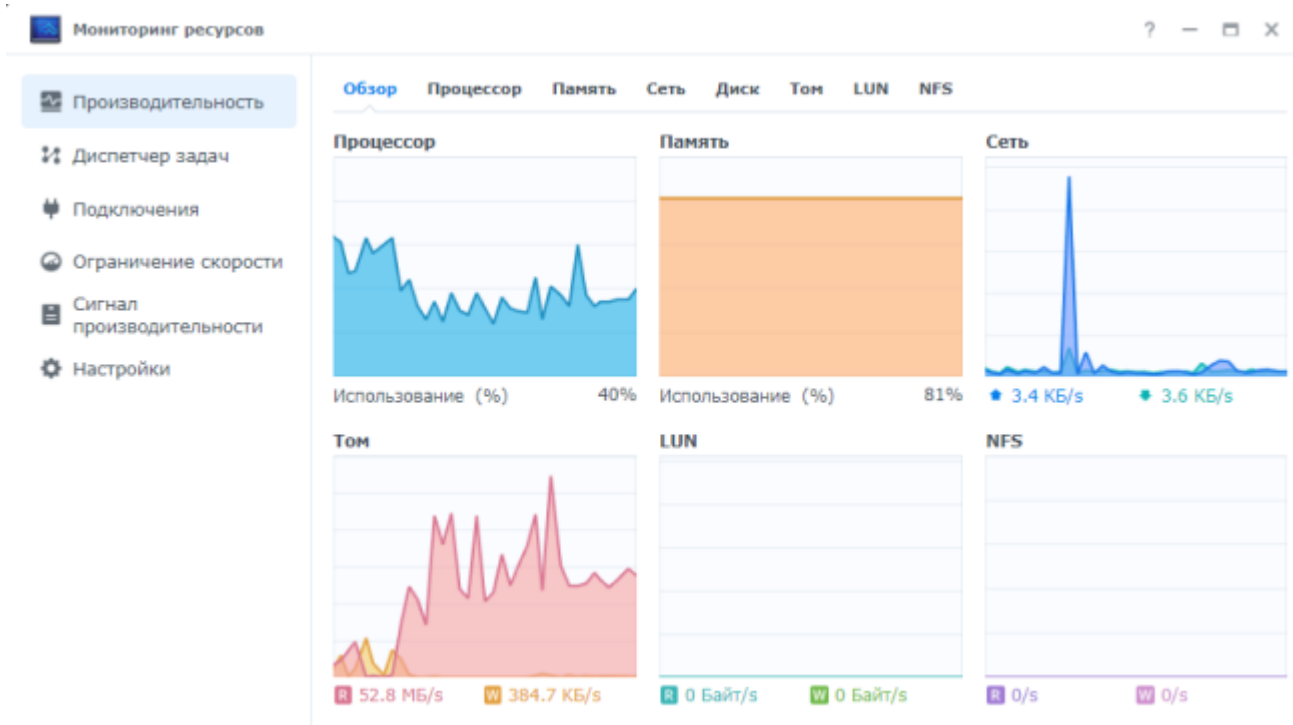 Мониторинг ресурсов
?
Производительность
Диспетчер задач
Подключения
Ограничение скорости
Сигнал
производительности
Настройки
Обзор Процессор Память Сеть Диск Том LUN NFS
Процессор
Использование (%) 40%
Память
Использование (%) 81%
Сеть
3.4 КБ/s 3.6 КБ/s
Том
R 52.8 МБ/s W 384.7 КБ/s
LUN
R 0 Байт/s W 0 Байт/s
NFS
R 0/s W 0/s